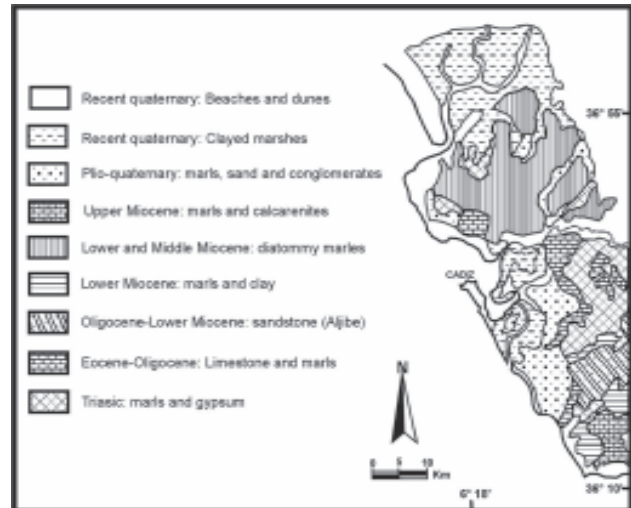 Recent quaternary: Beaches and dunes
Recent quaternary: Clayed marshes
Plio-quaternary: marls, sand and conglomerates
Upper Miocene: marls and calcarenites
Lower and Middle Miocene: diatommy marles
Lower Miocene: marls and clay
Oligocene-Lower Miocene: sandstone (Aljibe)
Eocene-Oligocene: Limestone and marls
Triasic: marls and gypsum
36° 55'
CADIZ
N
0 5 10
Km
36° 10'
6° 10'